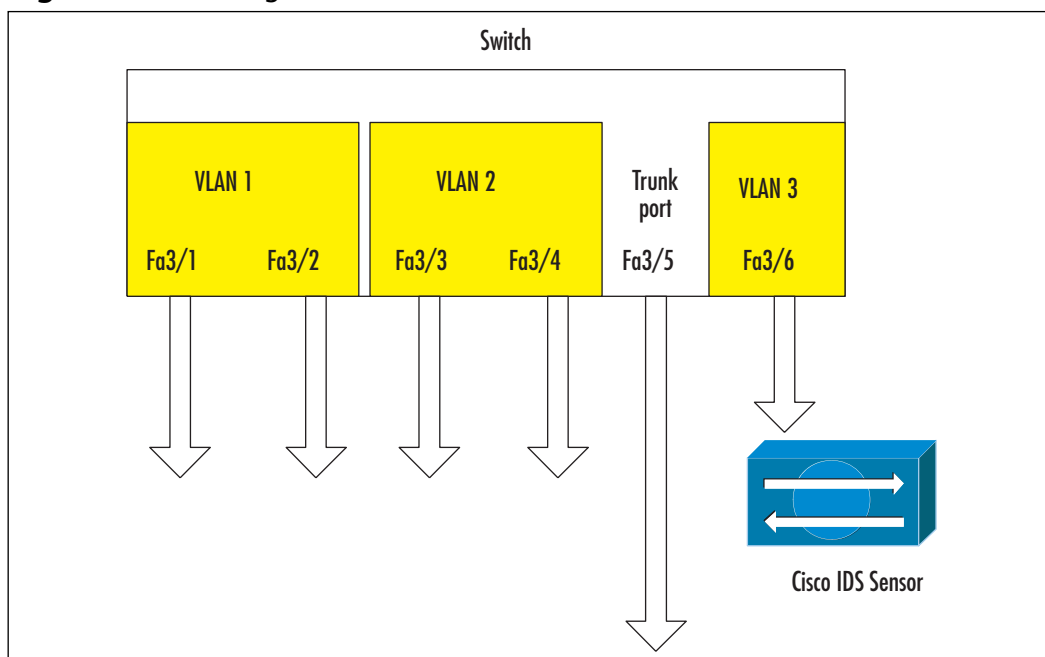 Switch
VLAN 1
VLAN 2
Trunk
port
VLAN 3
Fa3/1
Fa3/2
Fa3/3
Fa3/4
Fa3/5
Fa3/6
Cisco IDS Sensor